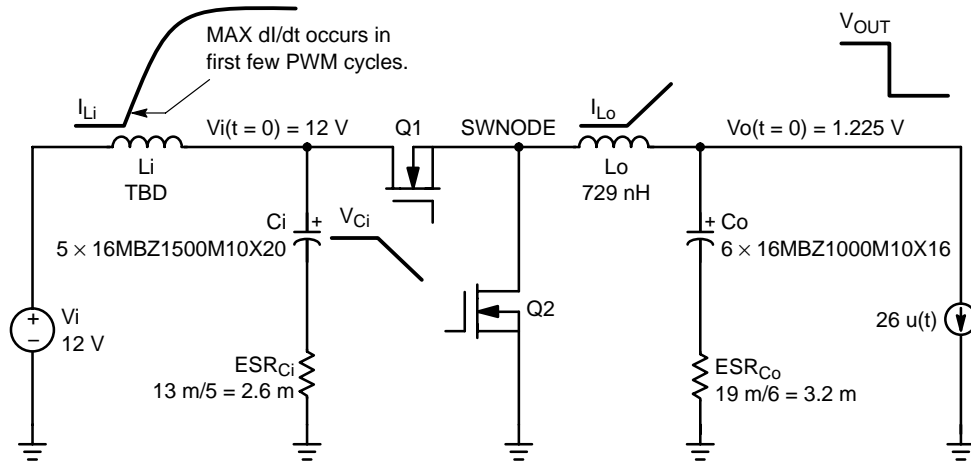 MAX dI/dt occurs in
first few PWM cycles.
V_OUT
I_Li
Vi(t = 0) = 12 V
Q1
SWNODE
I_Lo
Vo(t = 0) = 1.225 V
Li
TBD
Lo
729 nH
Ci
+
5 × 16MBZ1500M10X20
V_Ci
+
Co
6 × 16MBZ1000M10X16
Q2
+
−
Vi
12 V
26 u(t)
ESR_Ci
13 m/5 = 2.6 m
ESR_Co
19 m/6 = 3.2 m